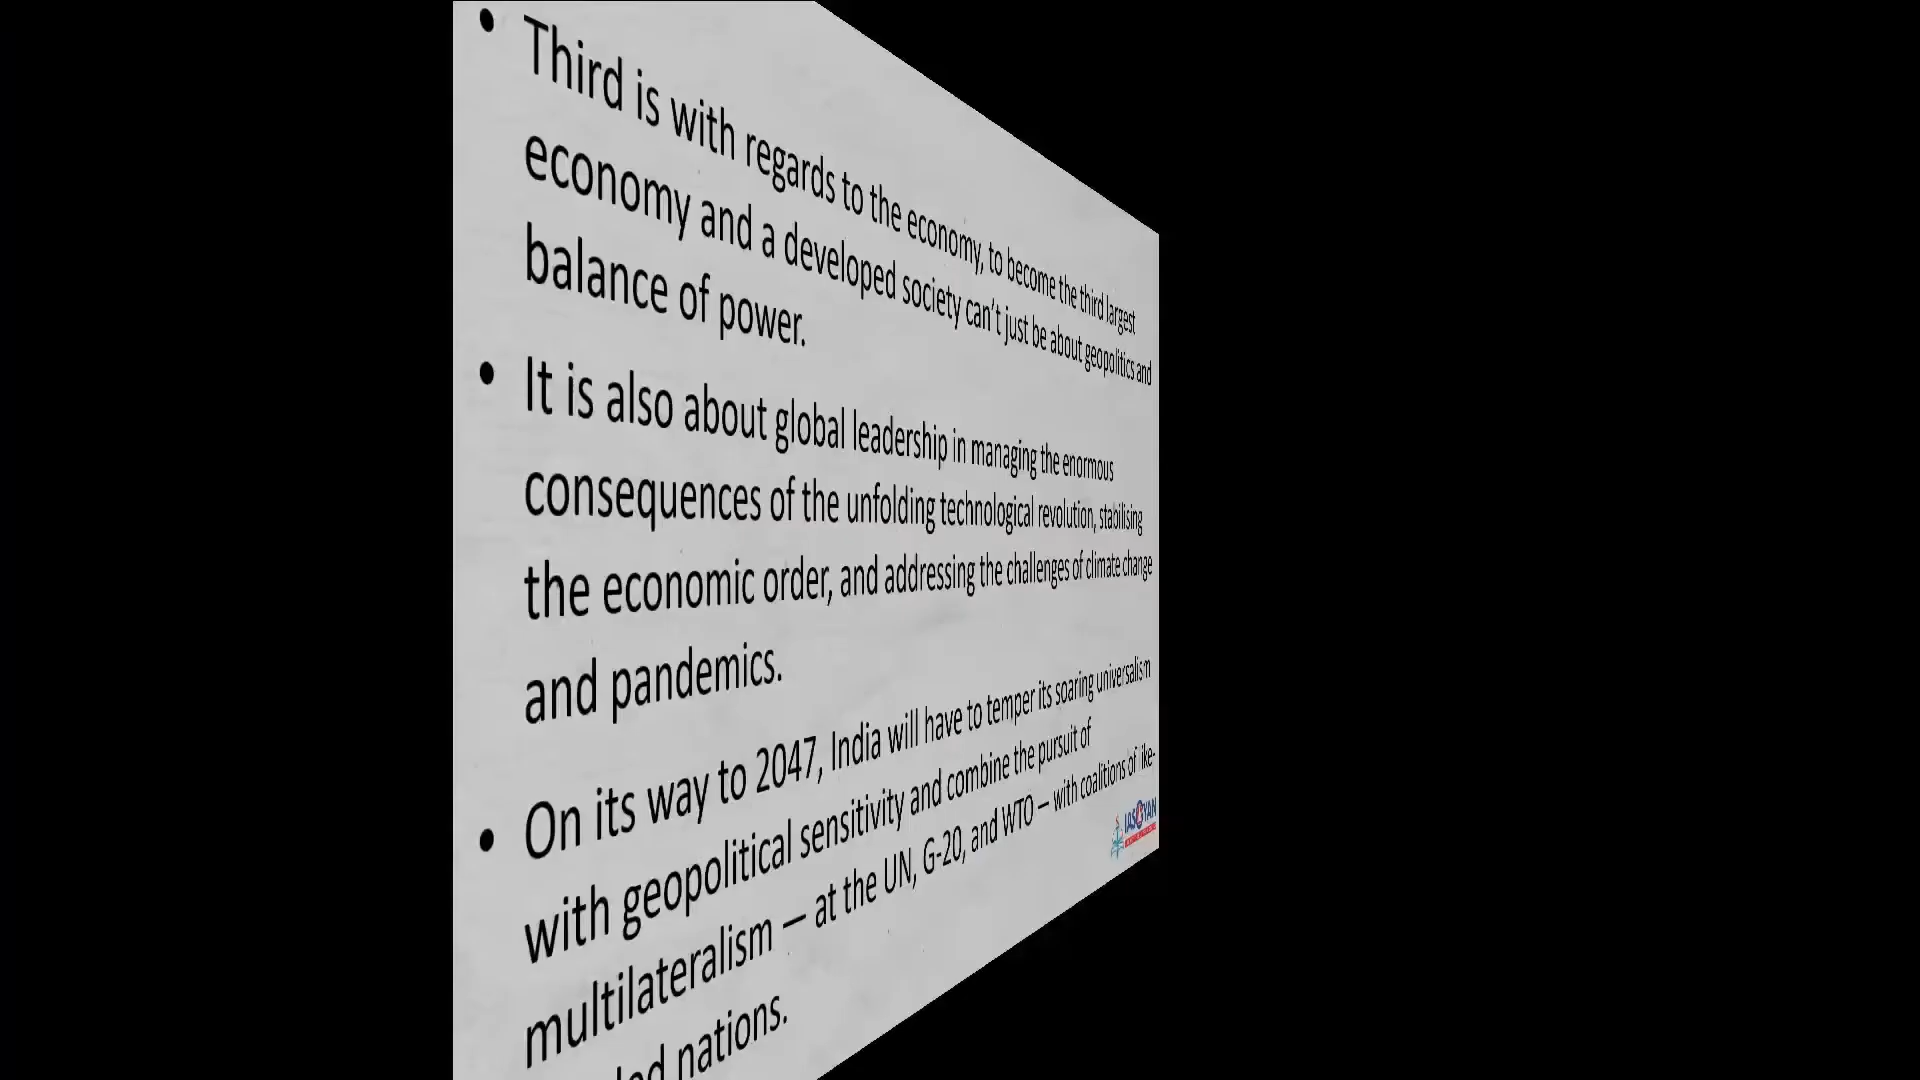 • Third is with regards to the economy, to become the third largest
economy and a developed society can't just be about geopolitics and
balance of power.
• It is also about global leadership in managing the enormous
consequences of the unfolding technological revolution, stabilising
the economic order, and addressing the challenges of climate change
and pandemics.
• On its way to 2047, India will have to temper its soaring universalism
with geopolitical sensitivity and combine the pursuit of
multilateralism – at the UN, G-20, and WTO – with coalitions of like-
nations.
IAS GYAN